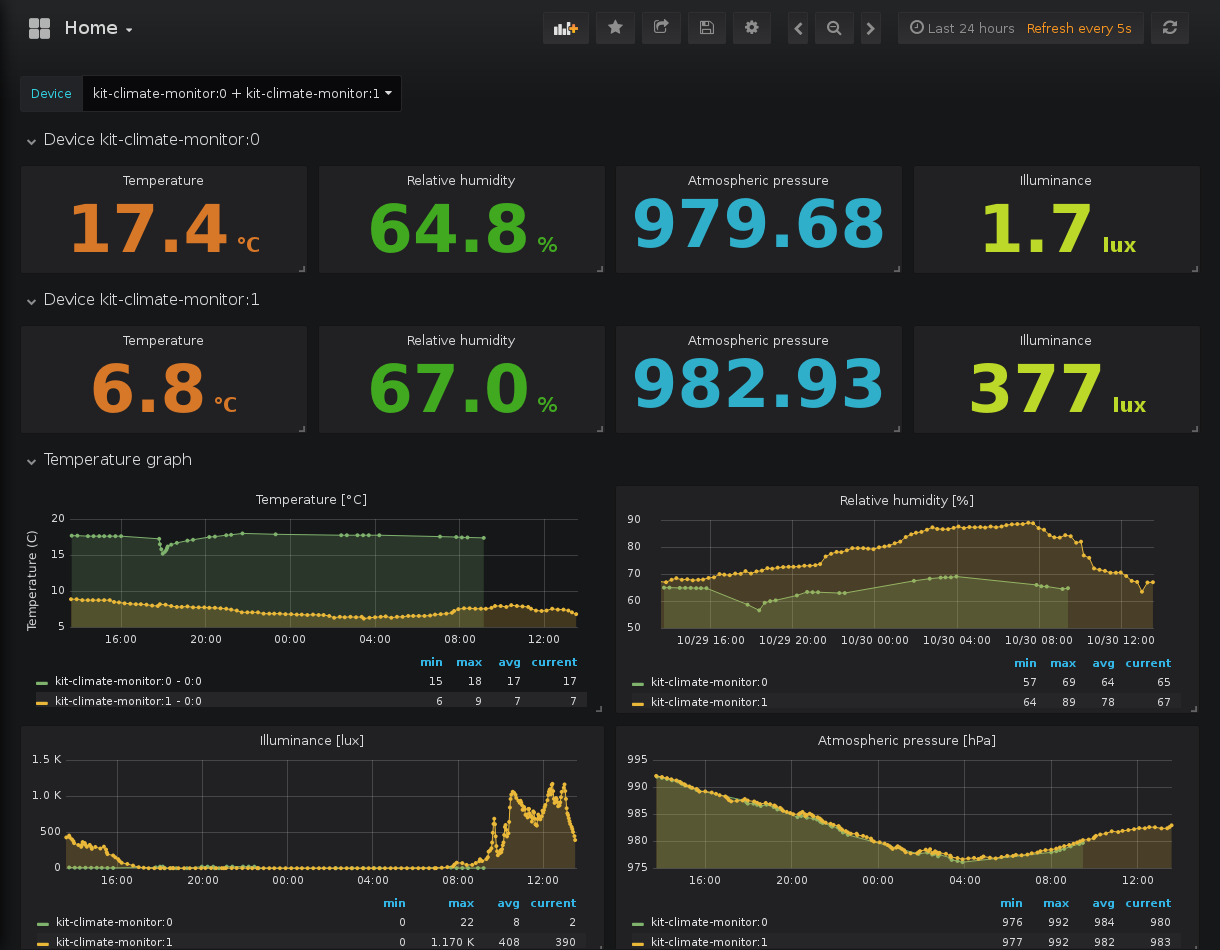 Home
Last 24 hours Refresh every 5s
Device kit-climate-monitor:0 + kit-climate-monitor:1
Device kit-climate-monitor:0
Temperature Relative humidity Atmospheric pressure Illuminance
17.4 °C 64.8 % 979.68 1.7 lux
Device kit-climate-monitor:1
Temperature Relative humidity Atmospheric pressure Illuminance
6.8 °C 67.0 % 982.93 377 lux
Temperature graph
Temperature [°C]
Temperature (C)
20
15
10
5
16:00 20:00 00:00 04:00 08:00 12:00
min max avg current
kit-climate-monitor:0 - 0:0 15 18 17 17
kit-climate-monitor:1 - 0:0 6 9 7 7
Relative humidity [%]
90
80
70
60
50
10/29 16:00 10/29 20:00 10/30 00:00 10/30 04:00 10/30 08:00 10/30 12:00
min max avg current
kit-climate-monitor:0 57 69 64 65
kit-climate-monitor:1 64 89 78 67
Illuminance [lux]
1.5 K
1.0 K
500
0
16:00 20:00 00:00 04:00 08:00 12:00
min max avg current
kit-climate-monitor:0 0 22 8 2
kit-climate-monitor:1 0 1.170 K 408 390
Atmospheric pressure [hPa]
995
990
985
980
975
16:00 20:00 00:00 04:00 08:00 12:00
min max avg current
kit-climate-monitor:0 976 992 984 980
kit-climate-monitor:1 977 992 982 983